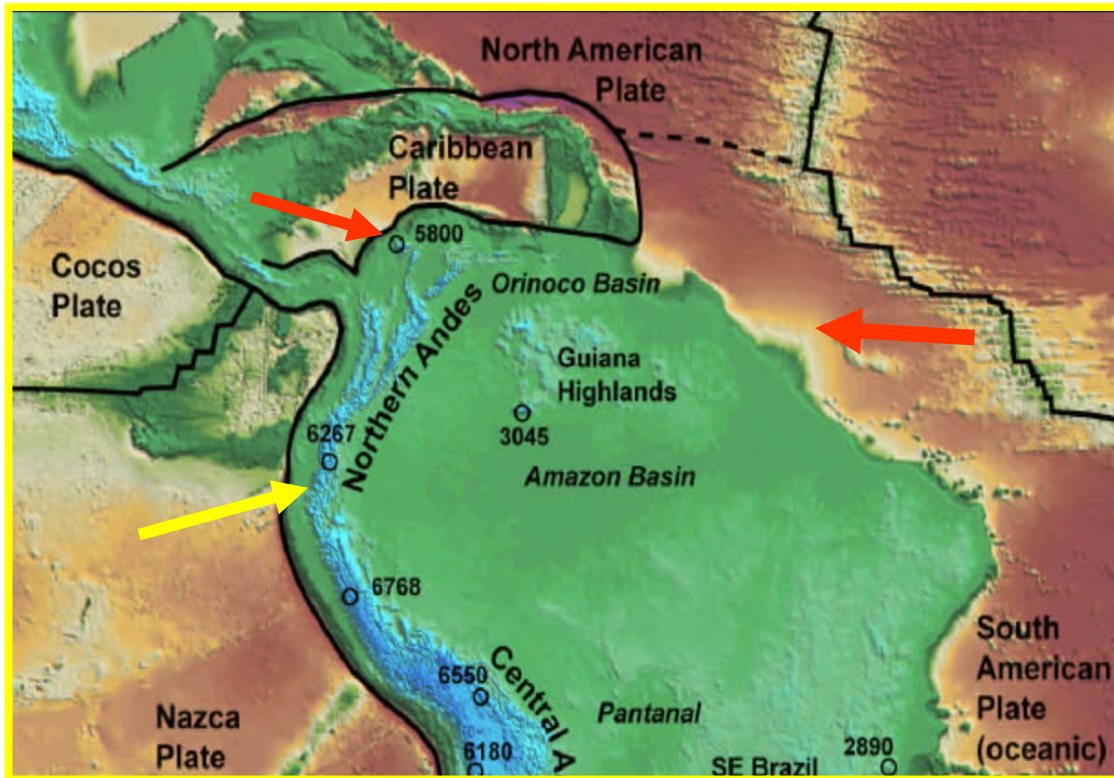 North American
Plate
Caribbean
Plate
5800
Cocos
Plate
Orinoco Basin
Northern Andes
Guiana
Highlands
3045
6267
Amazon Basin
6768
South
American
Plate
(oceanic)
6550
Central A
Pantanal
Nazca
Plate
6180
2890
SE Brazil